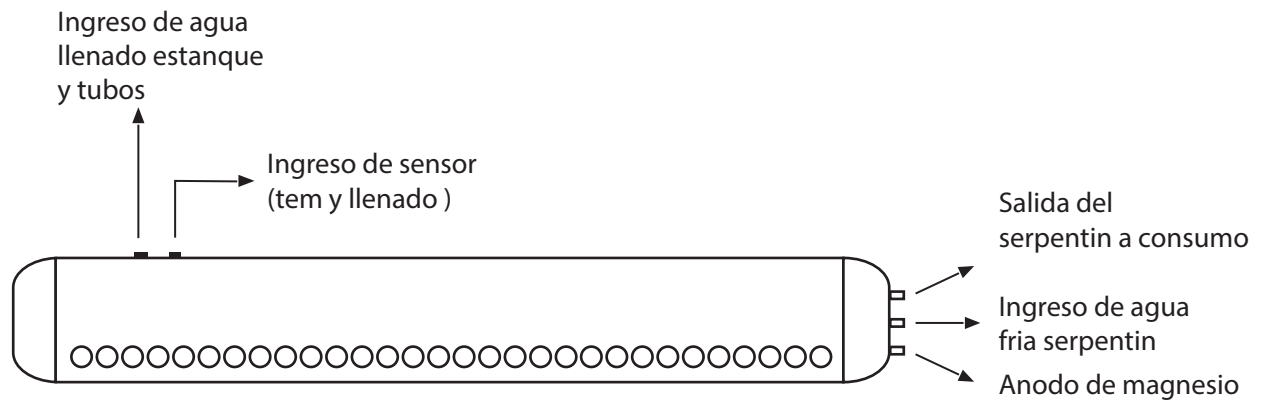 Ingreso de agua
llenado estanque
y tubos
Ingreso de sensor
(tem y llenado )
Salida del
serpentin a consumo
Ingreso de agua
fria serpentin
Anodo de magnesio